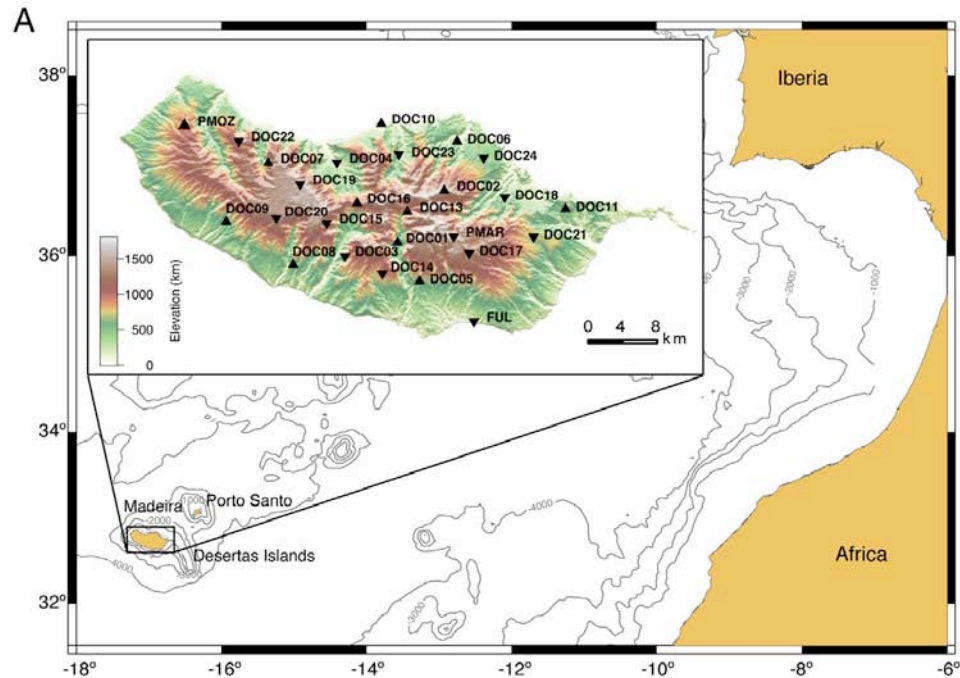 A
38°
36°
34°
32°
-18°
-16°
-14°
-12°
-10°
-8°
-6°
Iberia
Africa
PMOZ
DOC22
DOC07
DOC10
DOC06
DOC04
DOC23
DOC24
DOC19
DOC02
DOC18
DOC16
DOC13
DOC11
DOC09
DOC20
DOC15
DOC01
PMAR
DOC21
DOC08
DOC03
DOC17
DOC14
DOC05
FUL
Elevation (km)
1500
1000
500
0
0 4 8
km
Madeira
Porto Santo
Desertas Islands
-1000
-2000
-3000
-4000
-4000
-3000
-2000
-4000